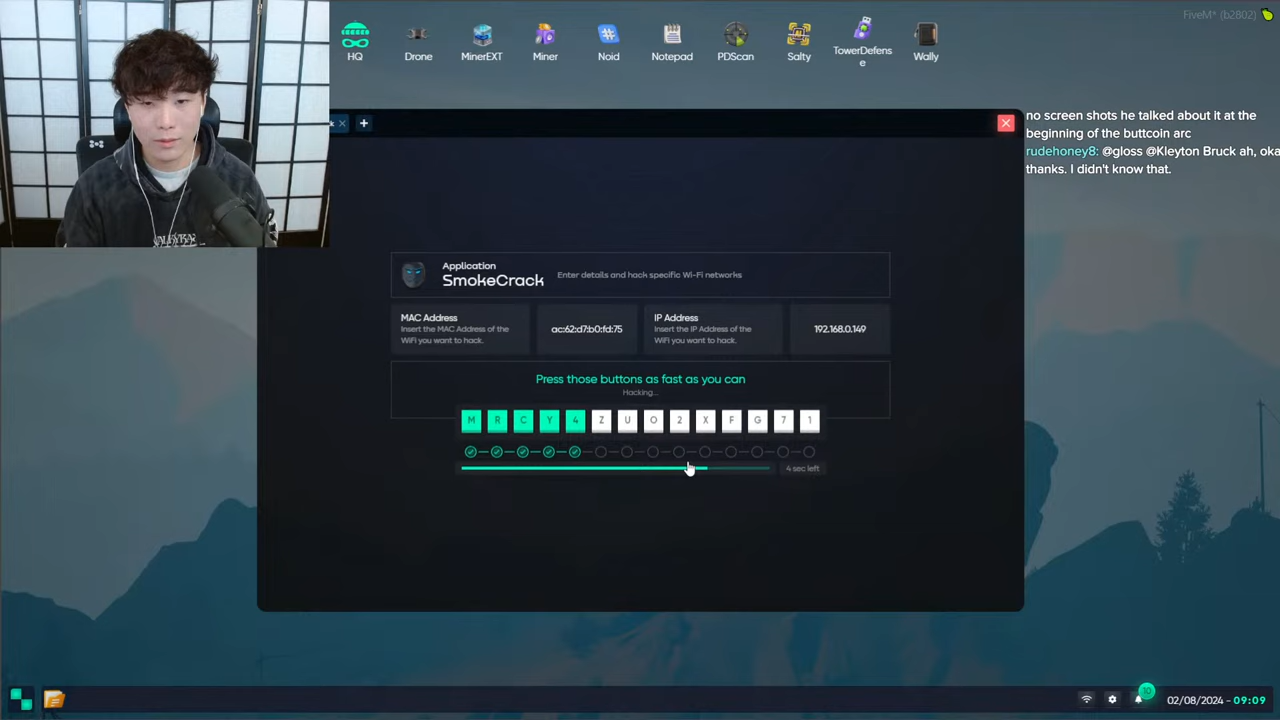 FiveM* (b2802)
HQ
Drone
MinerEXT
Miner
Noid
Notepad
PDScan
Salty
TowerDefens
e
Wally
no screen shots he talked about it at the
beginning of the buttcoin arc
rudehoney8: @gloss @Kleyton Bruck ah, oka
thanks. I didn't know that.
k
Application
SmokeCrack
Enter details and hack specific Wi-Fi networks
MAC Address
Insert the MAC Address of the
WiFi you want to hack.
ac:62:d7:b0:fd:75
IP Address
Insert the IP Address of the
WiFi you want to hack.
192.168.0.149
Press those buttons as fast as you can
Hacking...
M R C Y 4 Z U O 2 X F G 7 1
4 sec left
10
02/08/2024 - 09:09